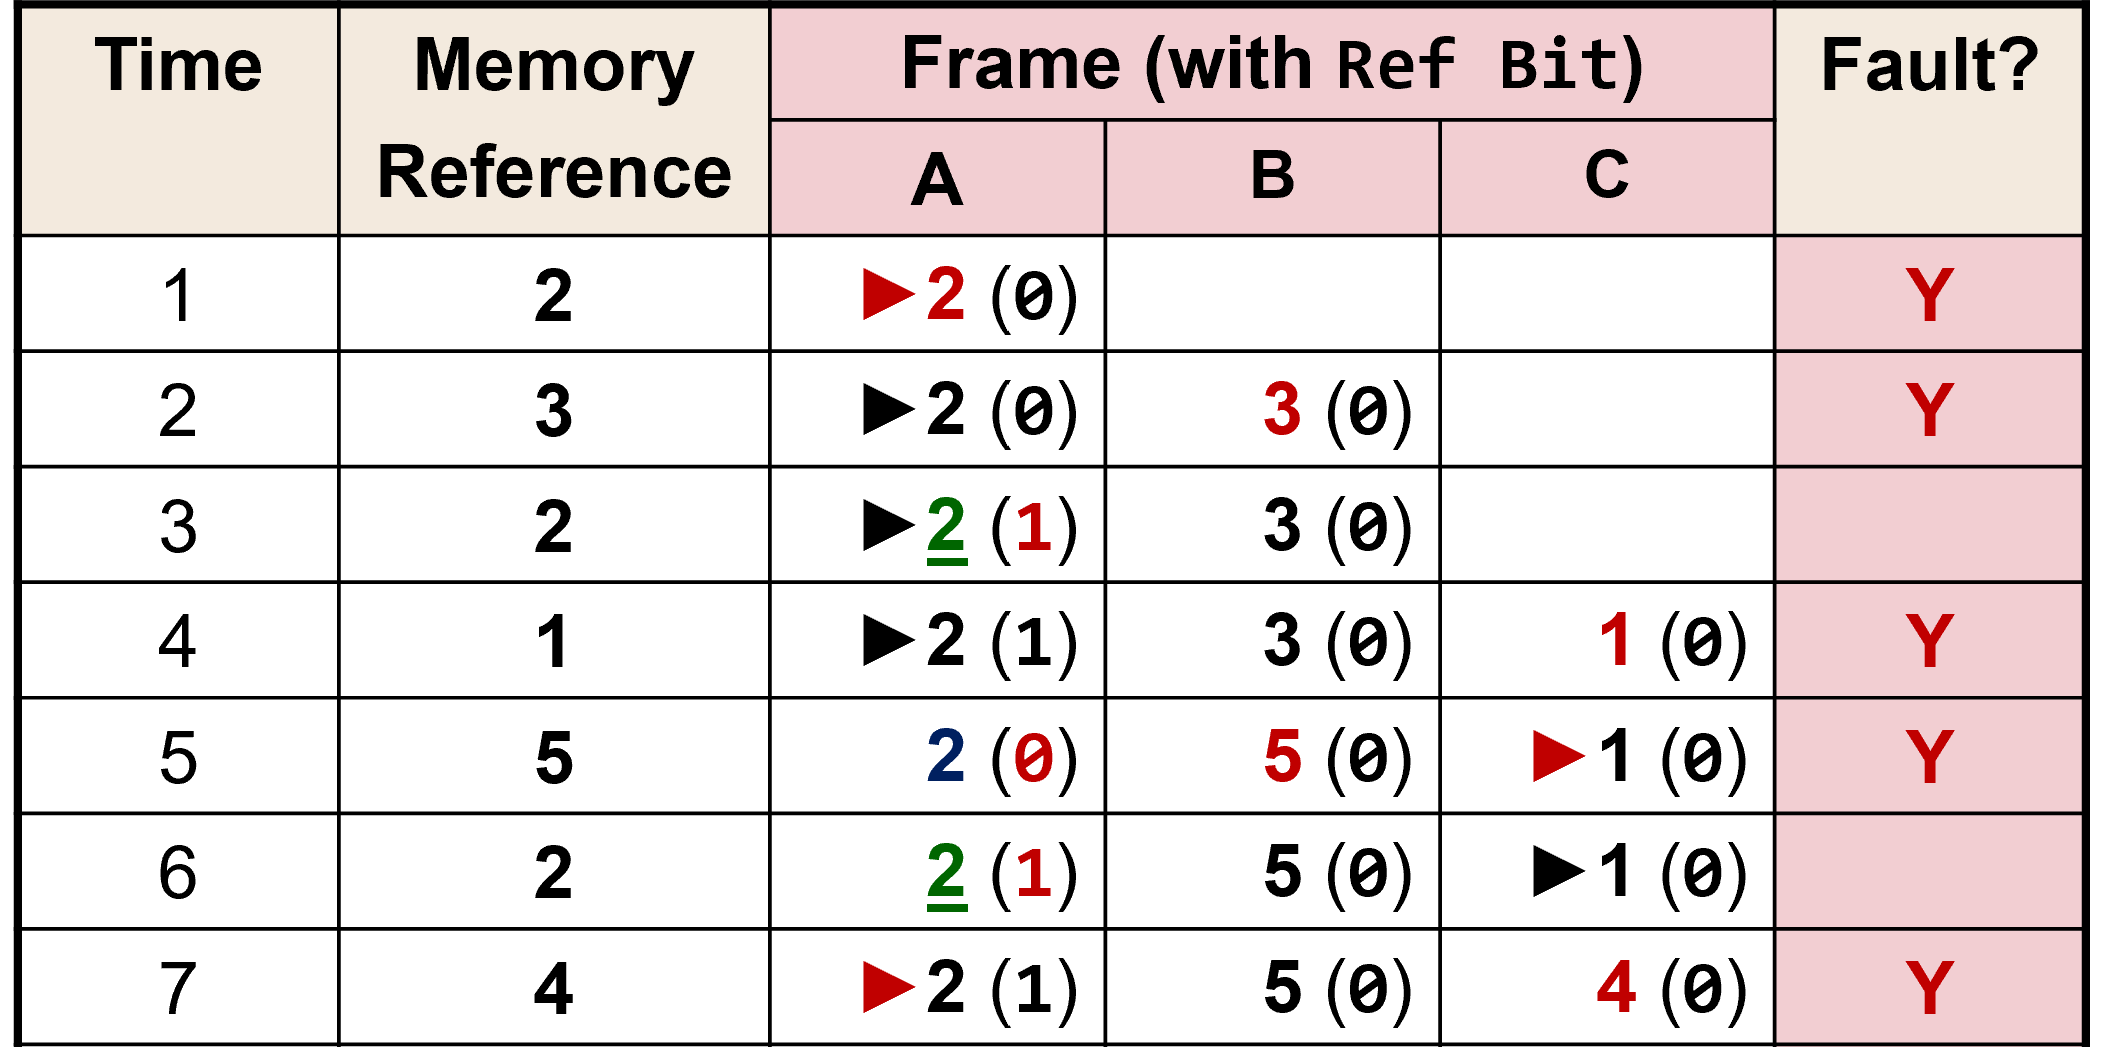 Time Memory Reference Frame (with Ref Bit) Fault?
A B C
1 2 ►2 (0) Y
2 3 ►2 (0) 3 (0) Y
3 2 ►2 (1) 3 (0)
4 1 ►2 (1) 3 (0) 1 (0) Y
5 5 2 (0) 5 (0) ►1 (0) Y
6 2 2 (1) 5 (0) ►1 (0)
7 4 ►2 (1) 5 (0) 4 (0) Y